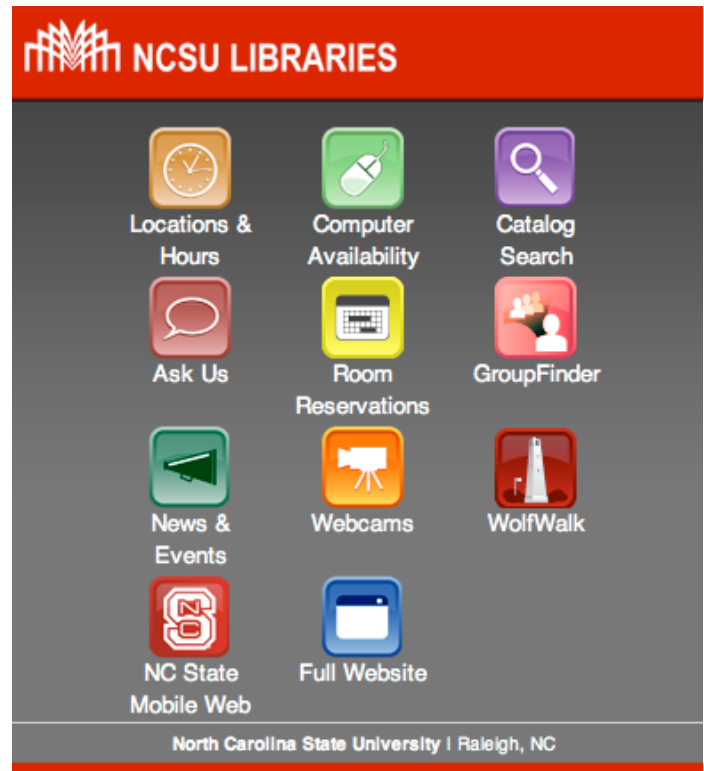 NCSU LIBRARIES
Locations &
Hours
Computer
Availability
Catalog
Search
Ask Us
Room
Reservations
GroupFinder
News &
Events
Webcams
WolfWalk
NC
S
NC State
Mobile Web
Full Website
North Carolina State University | Raleigh, NC